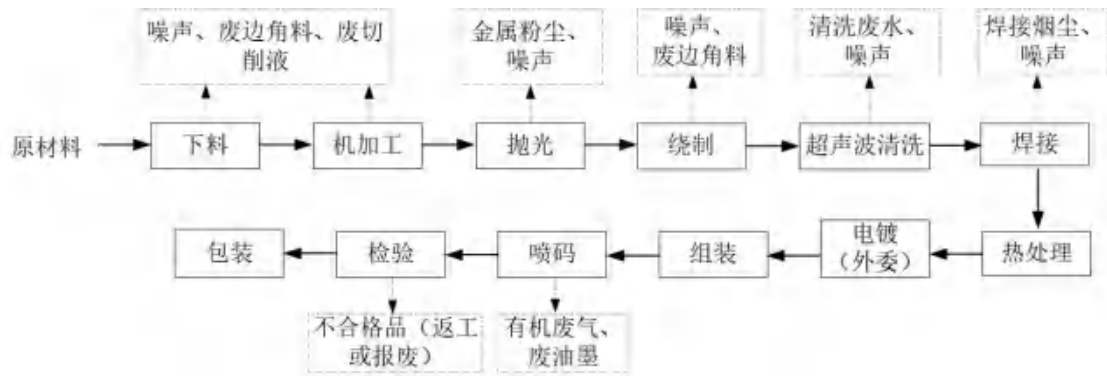 噪声、废边角料、废切
削液
金属粉尘、
噪声
噪声、
废边角料
清洗废水、
噪声
焊接烟尘、
噪声
原材料
下料
机加工
抛光
绕制
超声波清洗
焊接
包装
检验
喷码
组装
电镀
（外委）
热处理
不合格品（返工
或报废）
有机废气、
废油墨